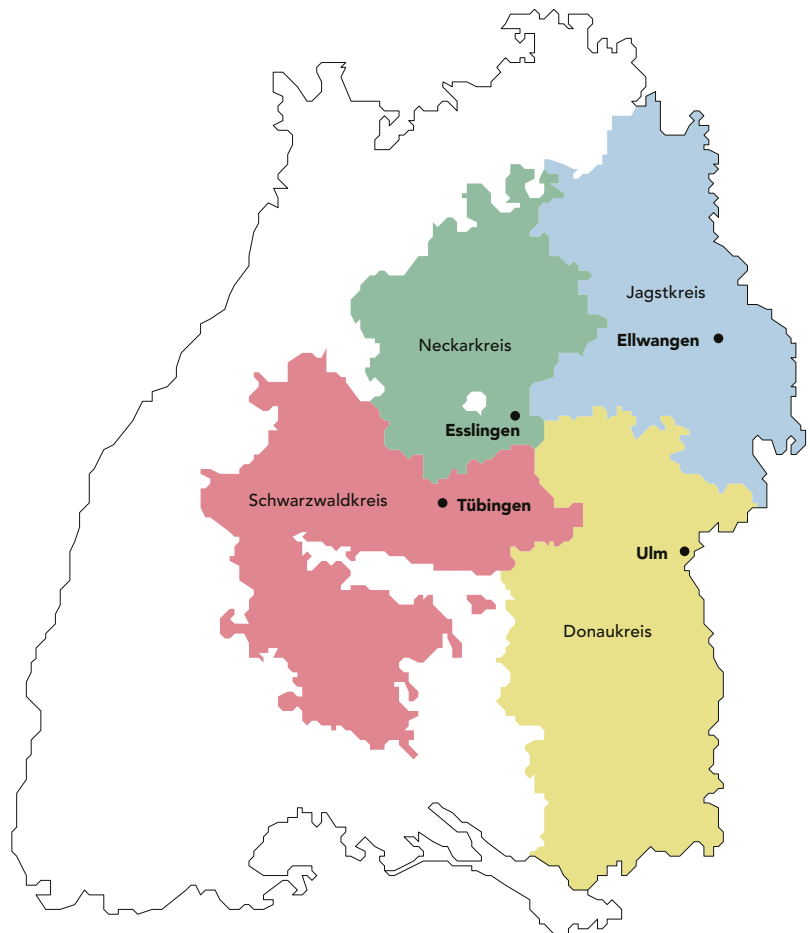 Jagstkreis
Ellwangen
Neckarkreis
Esslingen
Schwarzwaldkreis
Tübingen
Ulm
Donaukreis